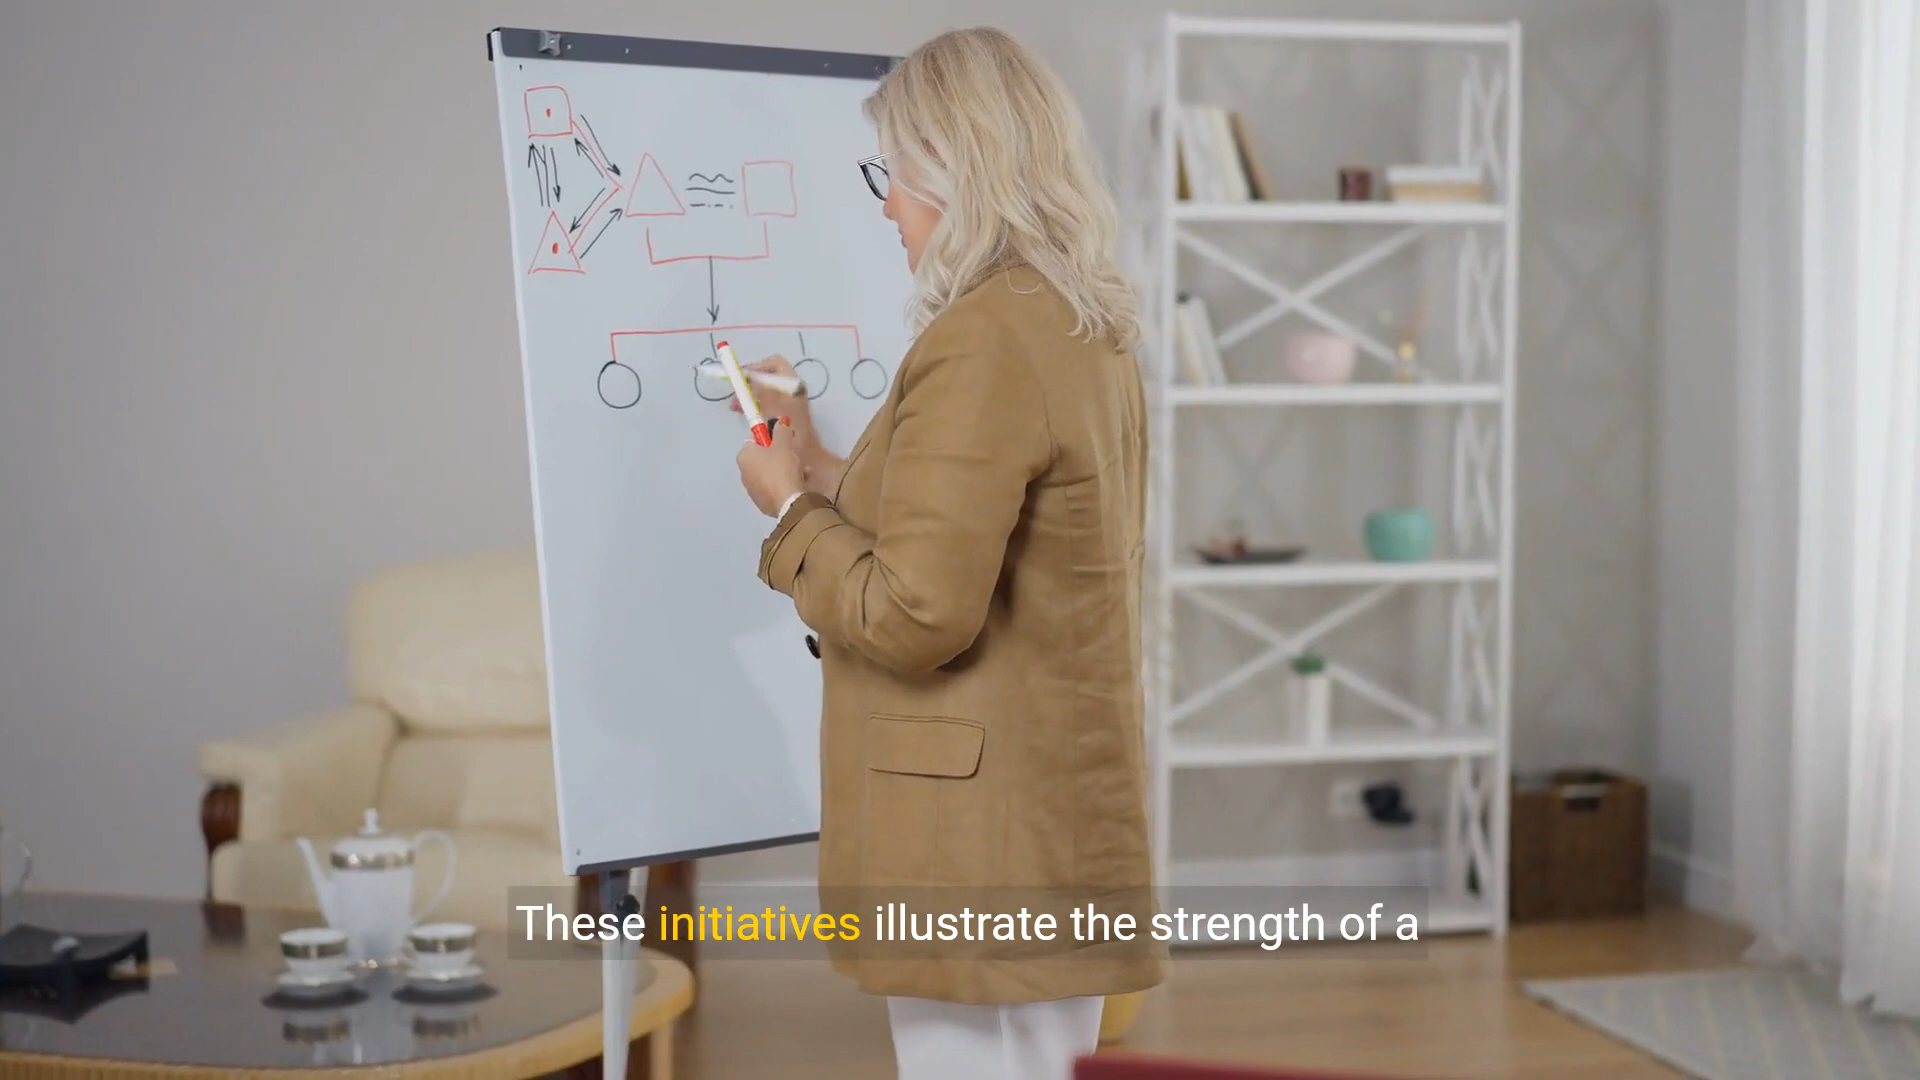 These initiatives illustrate the strength of a